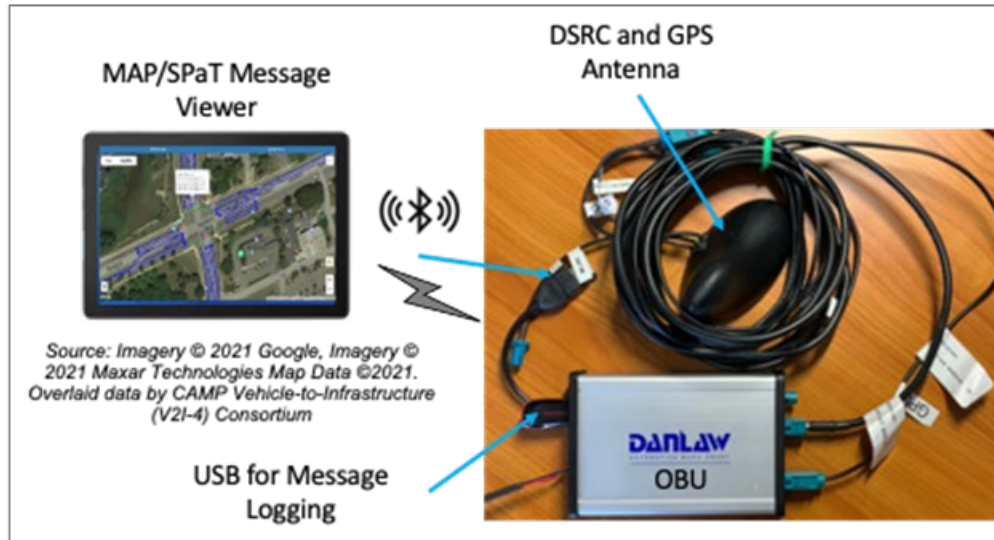 DSRC and GPS
Antenna
MAP/SPaT Message
Viewer
Source: Imagery © 2021 Google, Imagery ©
2021 Maxar Technologies Map Data ©2021.
Overlaid data by CAMP Vehicle-to-Infrastructure
(V2I-4) Consortium
USB for Message
Logging
DANLAW
OBU